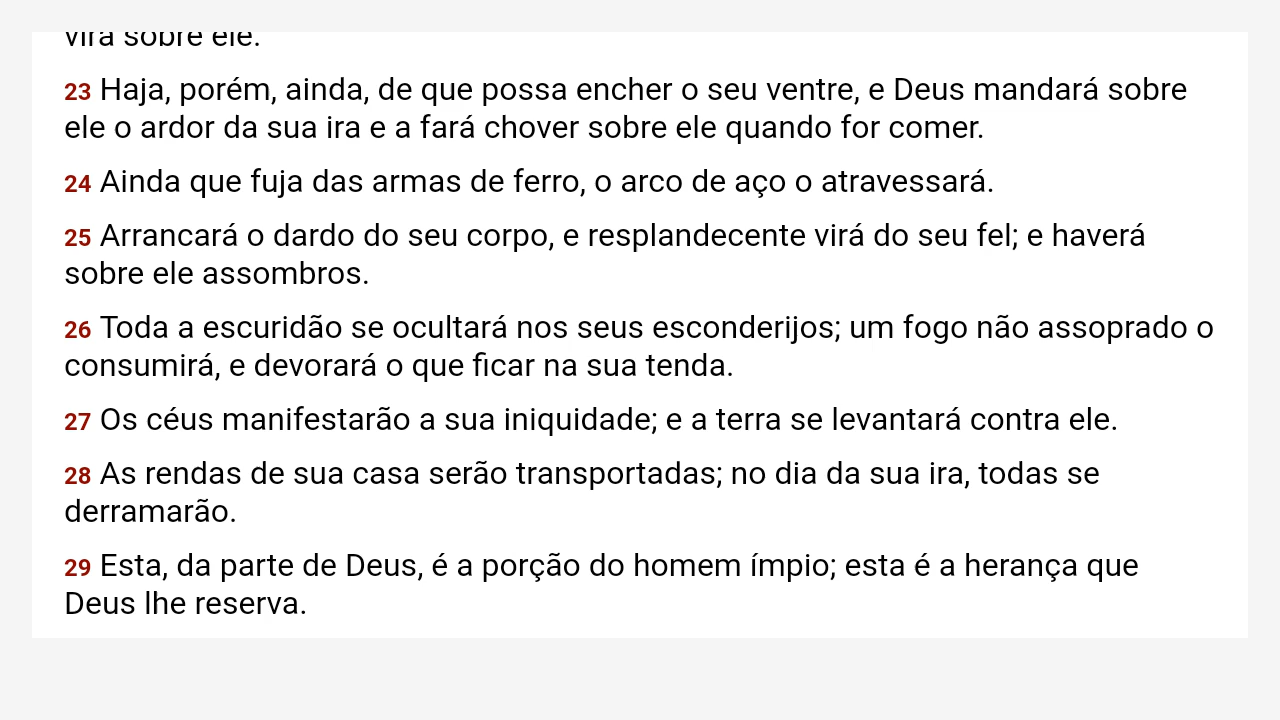 virá sobre ele.
23 Haja, porém, ainda, de que possa encher o seu ventre, e Deus mandará sobre
ele o ardor da sua ira e a fará chover sobre ele quando for comer.
24 Ainda que fuja das armas de ferro, o arco de aço o atravessará.
25 Arrancará o dardo do seu corpo, e resplandecente virá do seu fel; e haverá
sobre ele assombros.
26 Toda a escuridão se ocultará nos seus esconderijos; um fogo não assoprado o
consumirá, e devorará o que ficar na sua tenda.
27 Os céus manifestarão a sua iniquidade; e a terra se levantará contra ele.
28 As rendas de sua casa serão transportadas; no dia da sua ira, todas se
derramarão.
29 Esta, da parte de Deus, é a porção do homem ímpio; esta é a herança que
Deus lhe reserva.